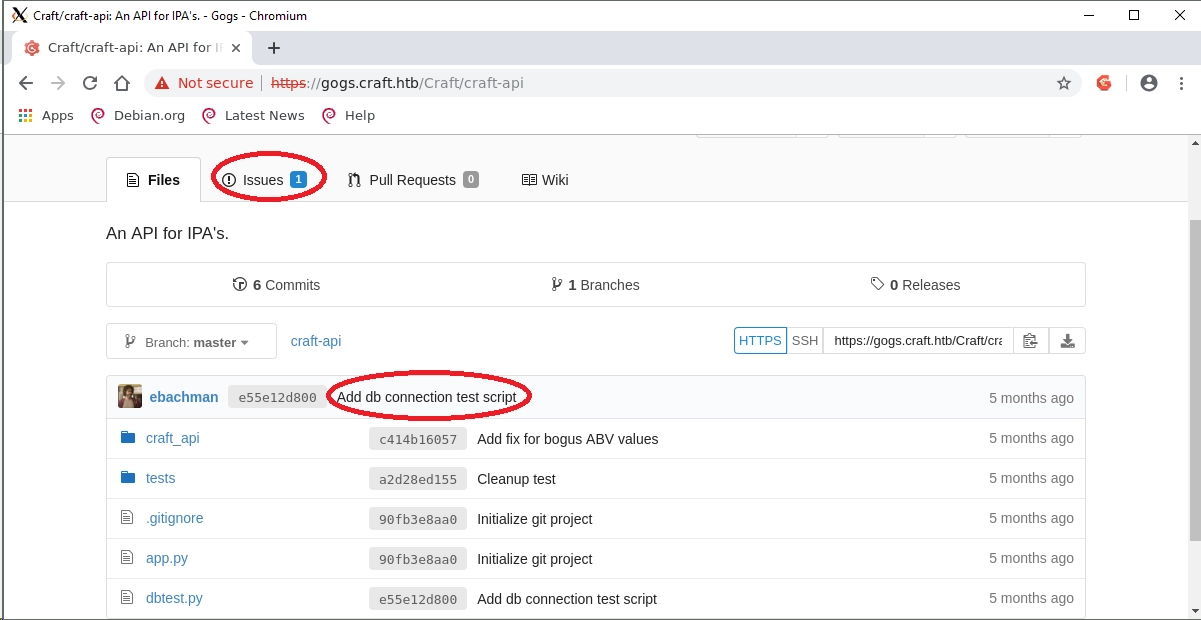 Craft/craft-api: An API for IPA's. - Gogs - Chromium
Craft/craft-api: An API for I
Not secure https://gogs.craft.htb/Craft/craft-api
Apps Debian.org Latest News Help
Files Issues 1 Pull Requests 0 Wiki
An API for IPA's.
6 Commits 1 Branches 0 Releases
Branch: master craft-api HTTPS SSH https://gogs.craft.htb/Craft/cra
ebachman e55e12d800 Add db connection test script 5 months ago
craft_api c414b16057 Add fix for bogus ABV values 5 months ago
tests a2d28ed155 Cleanup test 5 months ago
.gitignore 90fb3e8aa0 Initialize git project 5 months ago
app.py 90fb3e8aa0 Initialize git project 5 months ago
dbtest.py e55e12d800 Add db connection test script 5 months ago